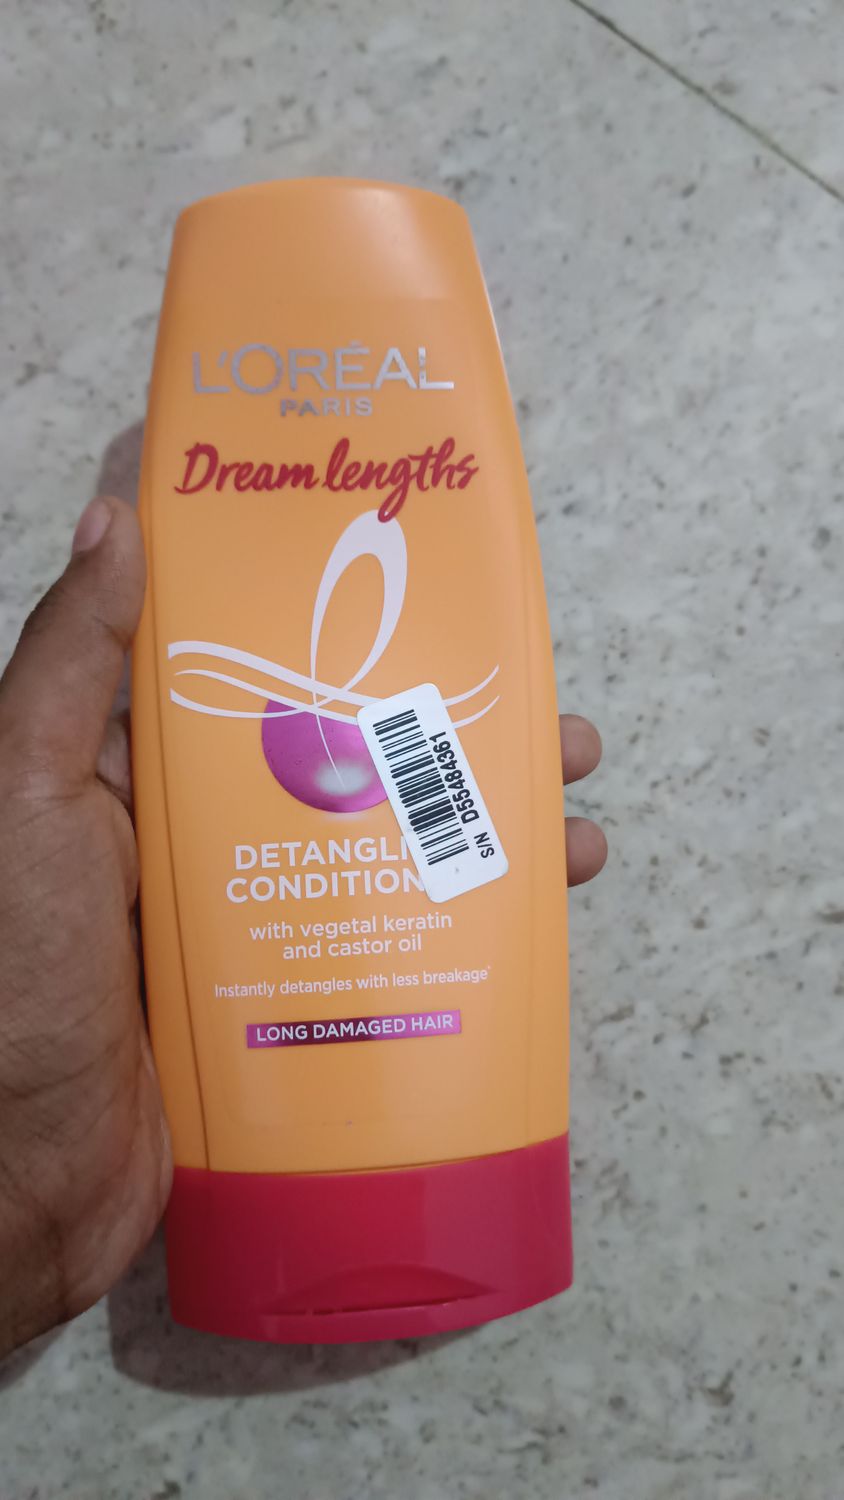 L'ORÉAL
PARIS
Dream lengths
S/N D55484361
DETANGLI
CONDITION
with vegetal keratin
and castor oil
Instantly detangles with less breakage*
LONG DAMAGED HAIR